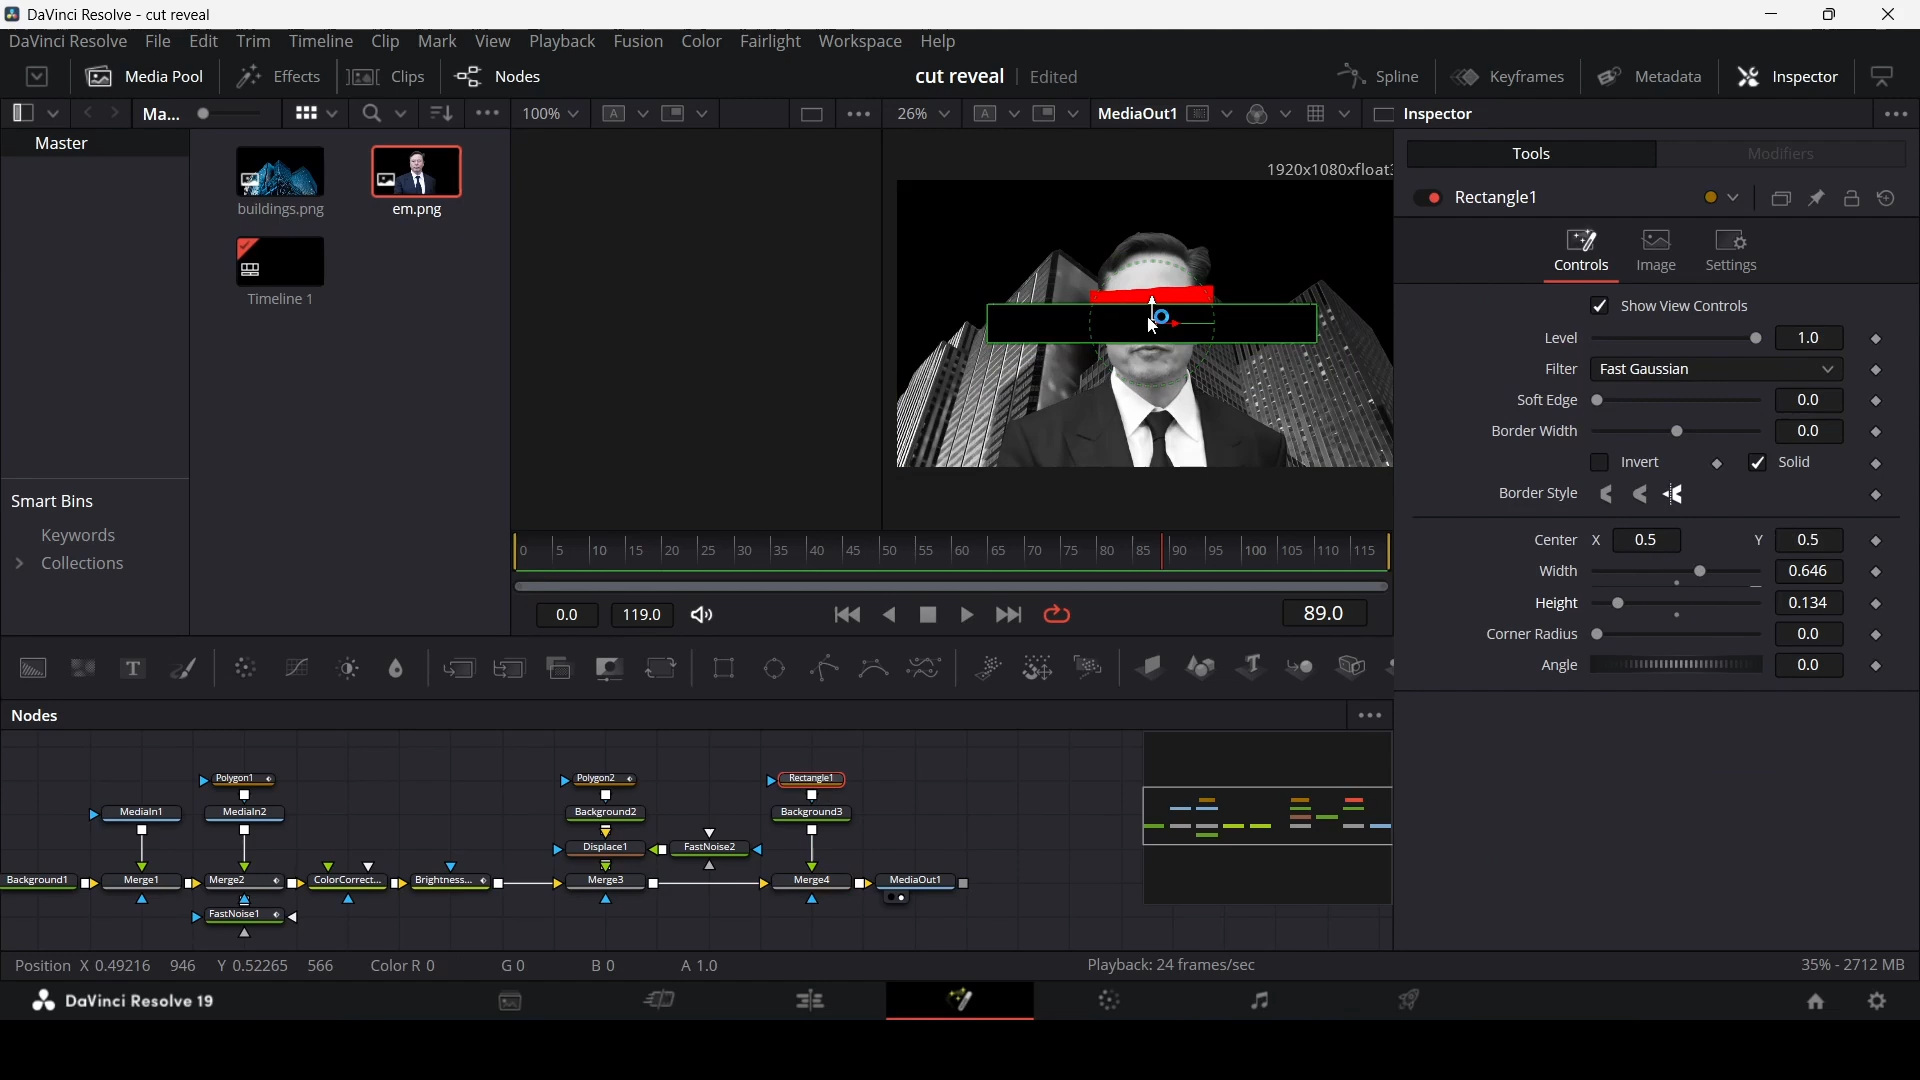 DaVinci Resolve - cut reveal
DaVinci Resolve File Edit Trim Timeline Clip Mark View Playback Fusion Color Fairlight Workspace Help
Media Pool Effects Clips Nodes cut reveal Edited Spline Keyframes Metadata Inspector
Ma... 100% A 26% A MediaOut1 Inspector
Master
buildings.png em.png
Timeline 1
1920x1080xfloat3
Tools Modifiers
Rectangle1
Controls Image Settings
Show View Controls
Level 1.0
Filter Fast Gaussian
Soft Edge 0.0
Border Width 0.0
Invert Solid
Border Style
Center X 0.5 Y 0.5
Width 0.646
Height 0.134
Corner Radius 0.0
Angle 0.0
Smart Bins
Keywords
Collections
0 5 10 15 20 25 30 35 40 45 50 55 60 65 70 75 80 85 90 95 100 105 110 115
0.0 119.0 89.0
Nodes
Polygon1 Polygon2 Rectangle1
MediaIn1 MediaIn2 Background2 Background3
Displace1 FastNoise2
Background1 Merge1 Merge2 ColorCorrect... Brightness... Merge3 Merge4 MediaOut1
FastNoise1
Position X 0.49216 946 Y 0.52265 566 Color R 0 G 0 B 0 A 1.0 Playback: 24 frames/sec 35% - 2712 MB
DaVinci Resolve 19